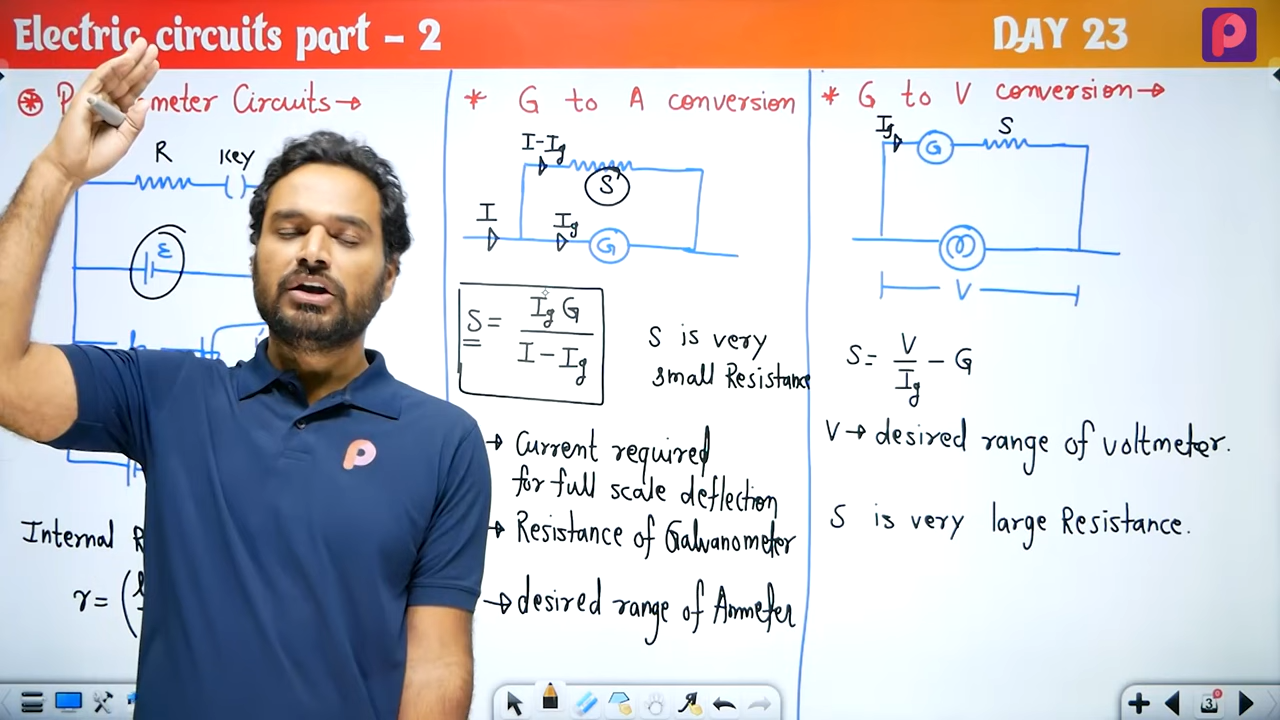 Electric circuits part - 2
DAY 23
meter Circuits →
R
Key
ε
Internal
r = (
* G to A conversion
I-Ig
S
I
Ig
G
S = Ig G / I - Ig
S is very
small Resistance
→ Current required
for full scale deflection
→ Resistance of Galvanometer
→ desired range of Ammeter
* G to V conversion →
Ig
S
G
V
S = V / Ig - G
V → desired range of voltmeter.
S is very large Resistance.
3